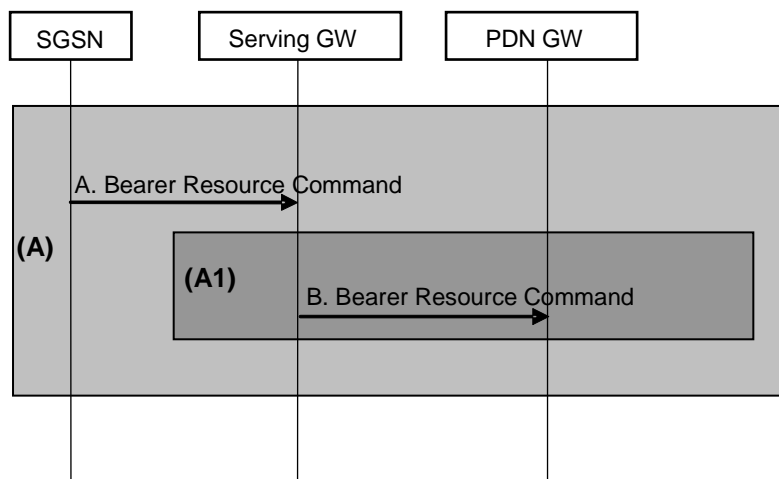 SGSN
Serving GW
PDN GW
A. Bearer Resource Command
(A)
(A1)
B. Bearer Resource Command